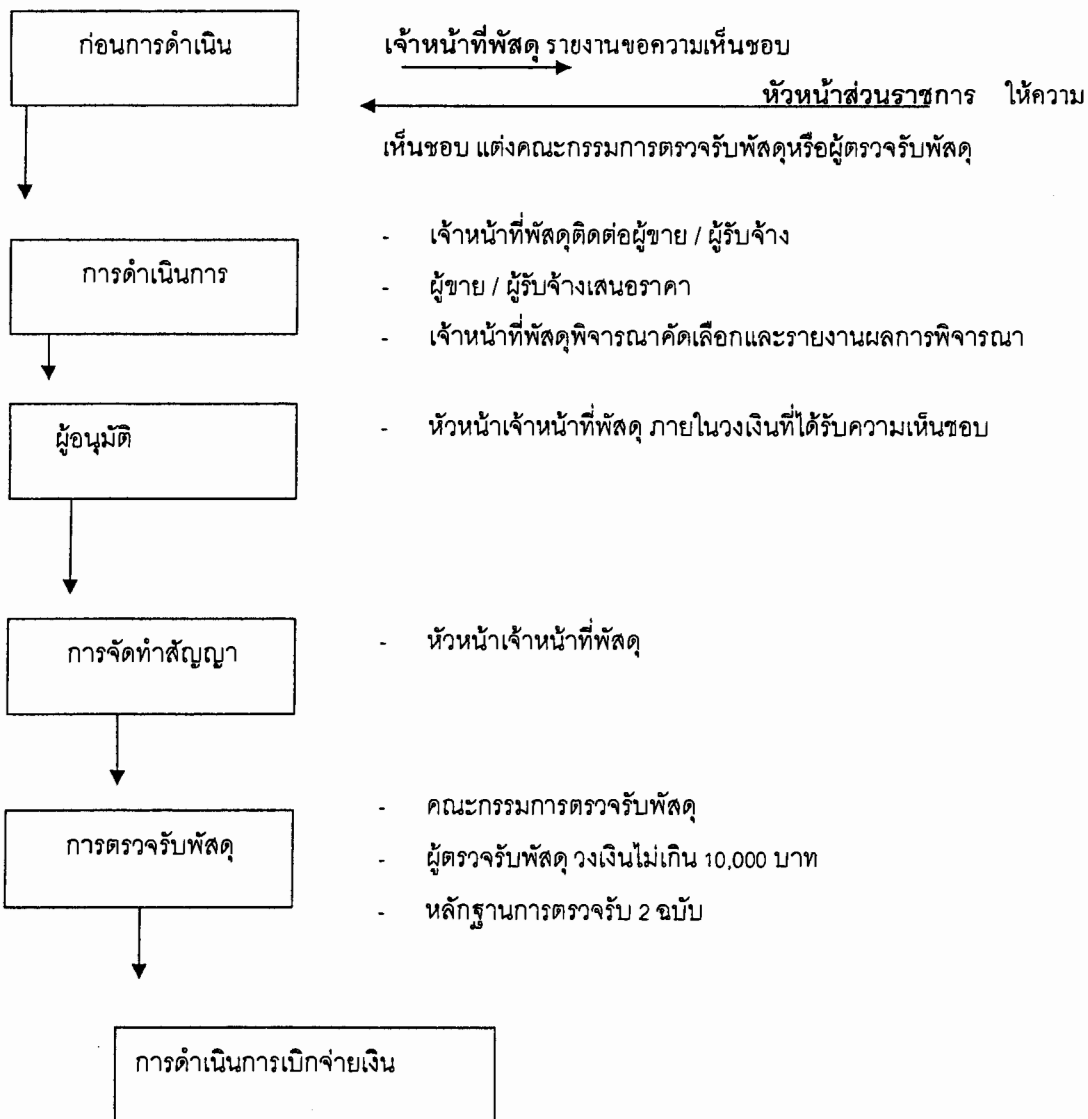 ก่อนการดำเนิน
เจ้าหน้าที่พัสดุ รายงานขอความเห็นชอบ
หัวหน้าส่วนราชการ ให้ความ
เห็นชอบ แต่งคณะกรรมการตรวจรับพัสดุหรือผู้ตรวจรับพัสดุ
การดำเนินการ
- เจ้าหน้าที่พัสดุติดต่อผู้ขาย / ผู้รับจ้าง
- ผู้ขาย / ผู้รับจ้างเสนอราคา
- เจ้าหน้าที่พัสดุพิจารณาคัดเลือกและรายงานผลการพิจารณา
ผู้อนุมัติ
- หัวหน้าเจ้าหน้าที่พัสดุ ภายในวงเงินที่ได้รับความเห็นชอบ
การจัดทำสัญญา
- หัวหน้าเจ้าหน้าที่พัสดุ
การตรวจรับพัสดุ
- คณะกรรมการตรวจรับพัสดุ
- ผู้ตรวจรับพัสดุ วงเงินไม่เกิน 10,000 บาท
- หลักฐานการตรวจรับ 2 ฉบับ
การดำเนินการเบิกจ่ายเงิน